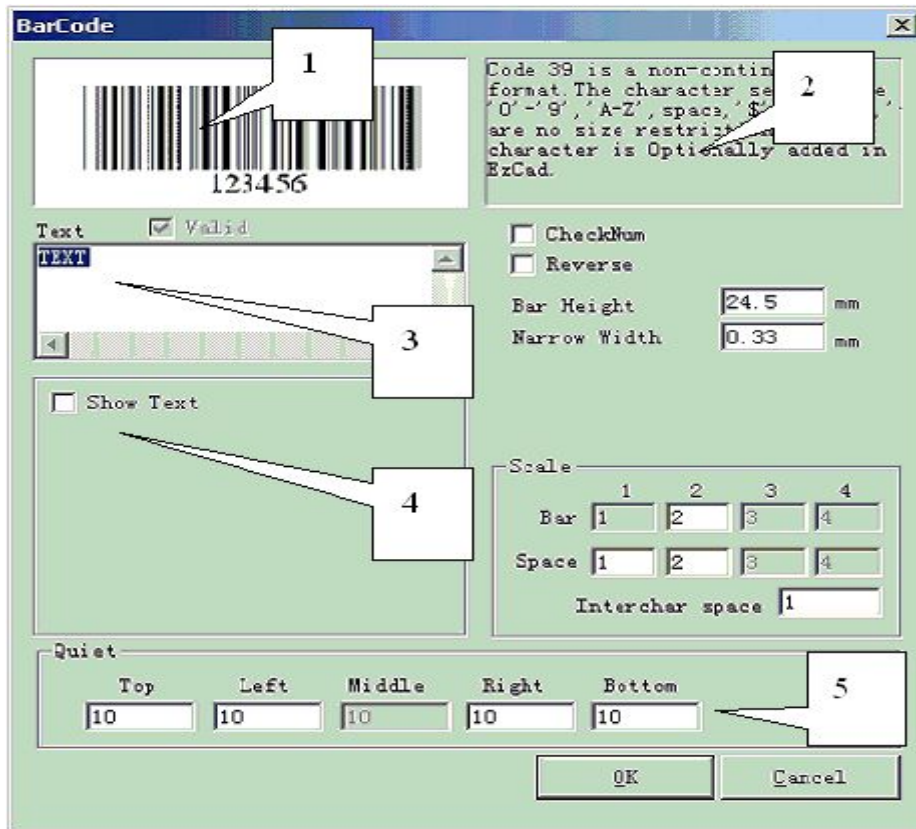 BarCode
1
123456
Code 39 is a non-contin
format.The character se
'0'-'9', 'A-Z', space,'$'
are no size restri
character is Optionally added in
EzCad.
2
Text Valid
TEXT
3
CheckNum
Reverse
Bar Height 24.5 mm
Narrow Width 0.33 mm
Show Text
4
Scale
1 2 3 4
Bar 1 2 3 4
Space 1 2 3 4
Interchar space 1
Quiet
Top Left Middle Right Bottom
10 10 10 10 10
5
OK Cancel